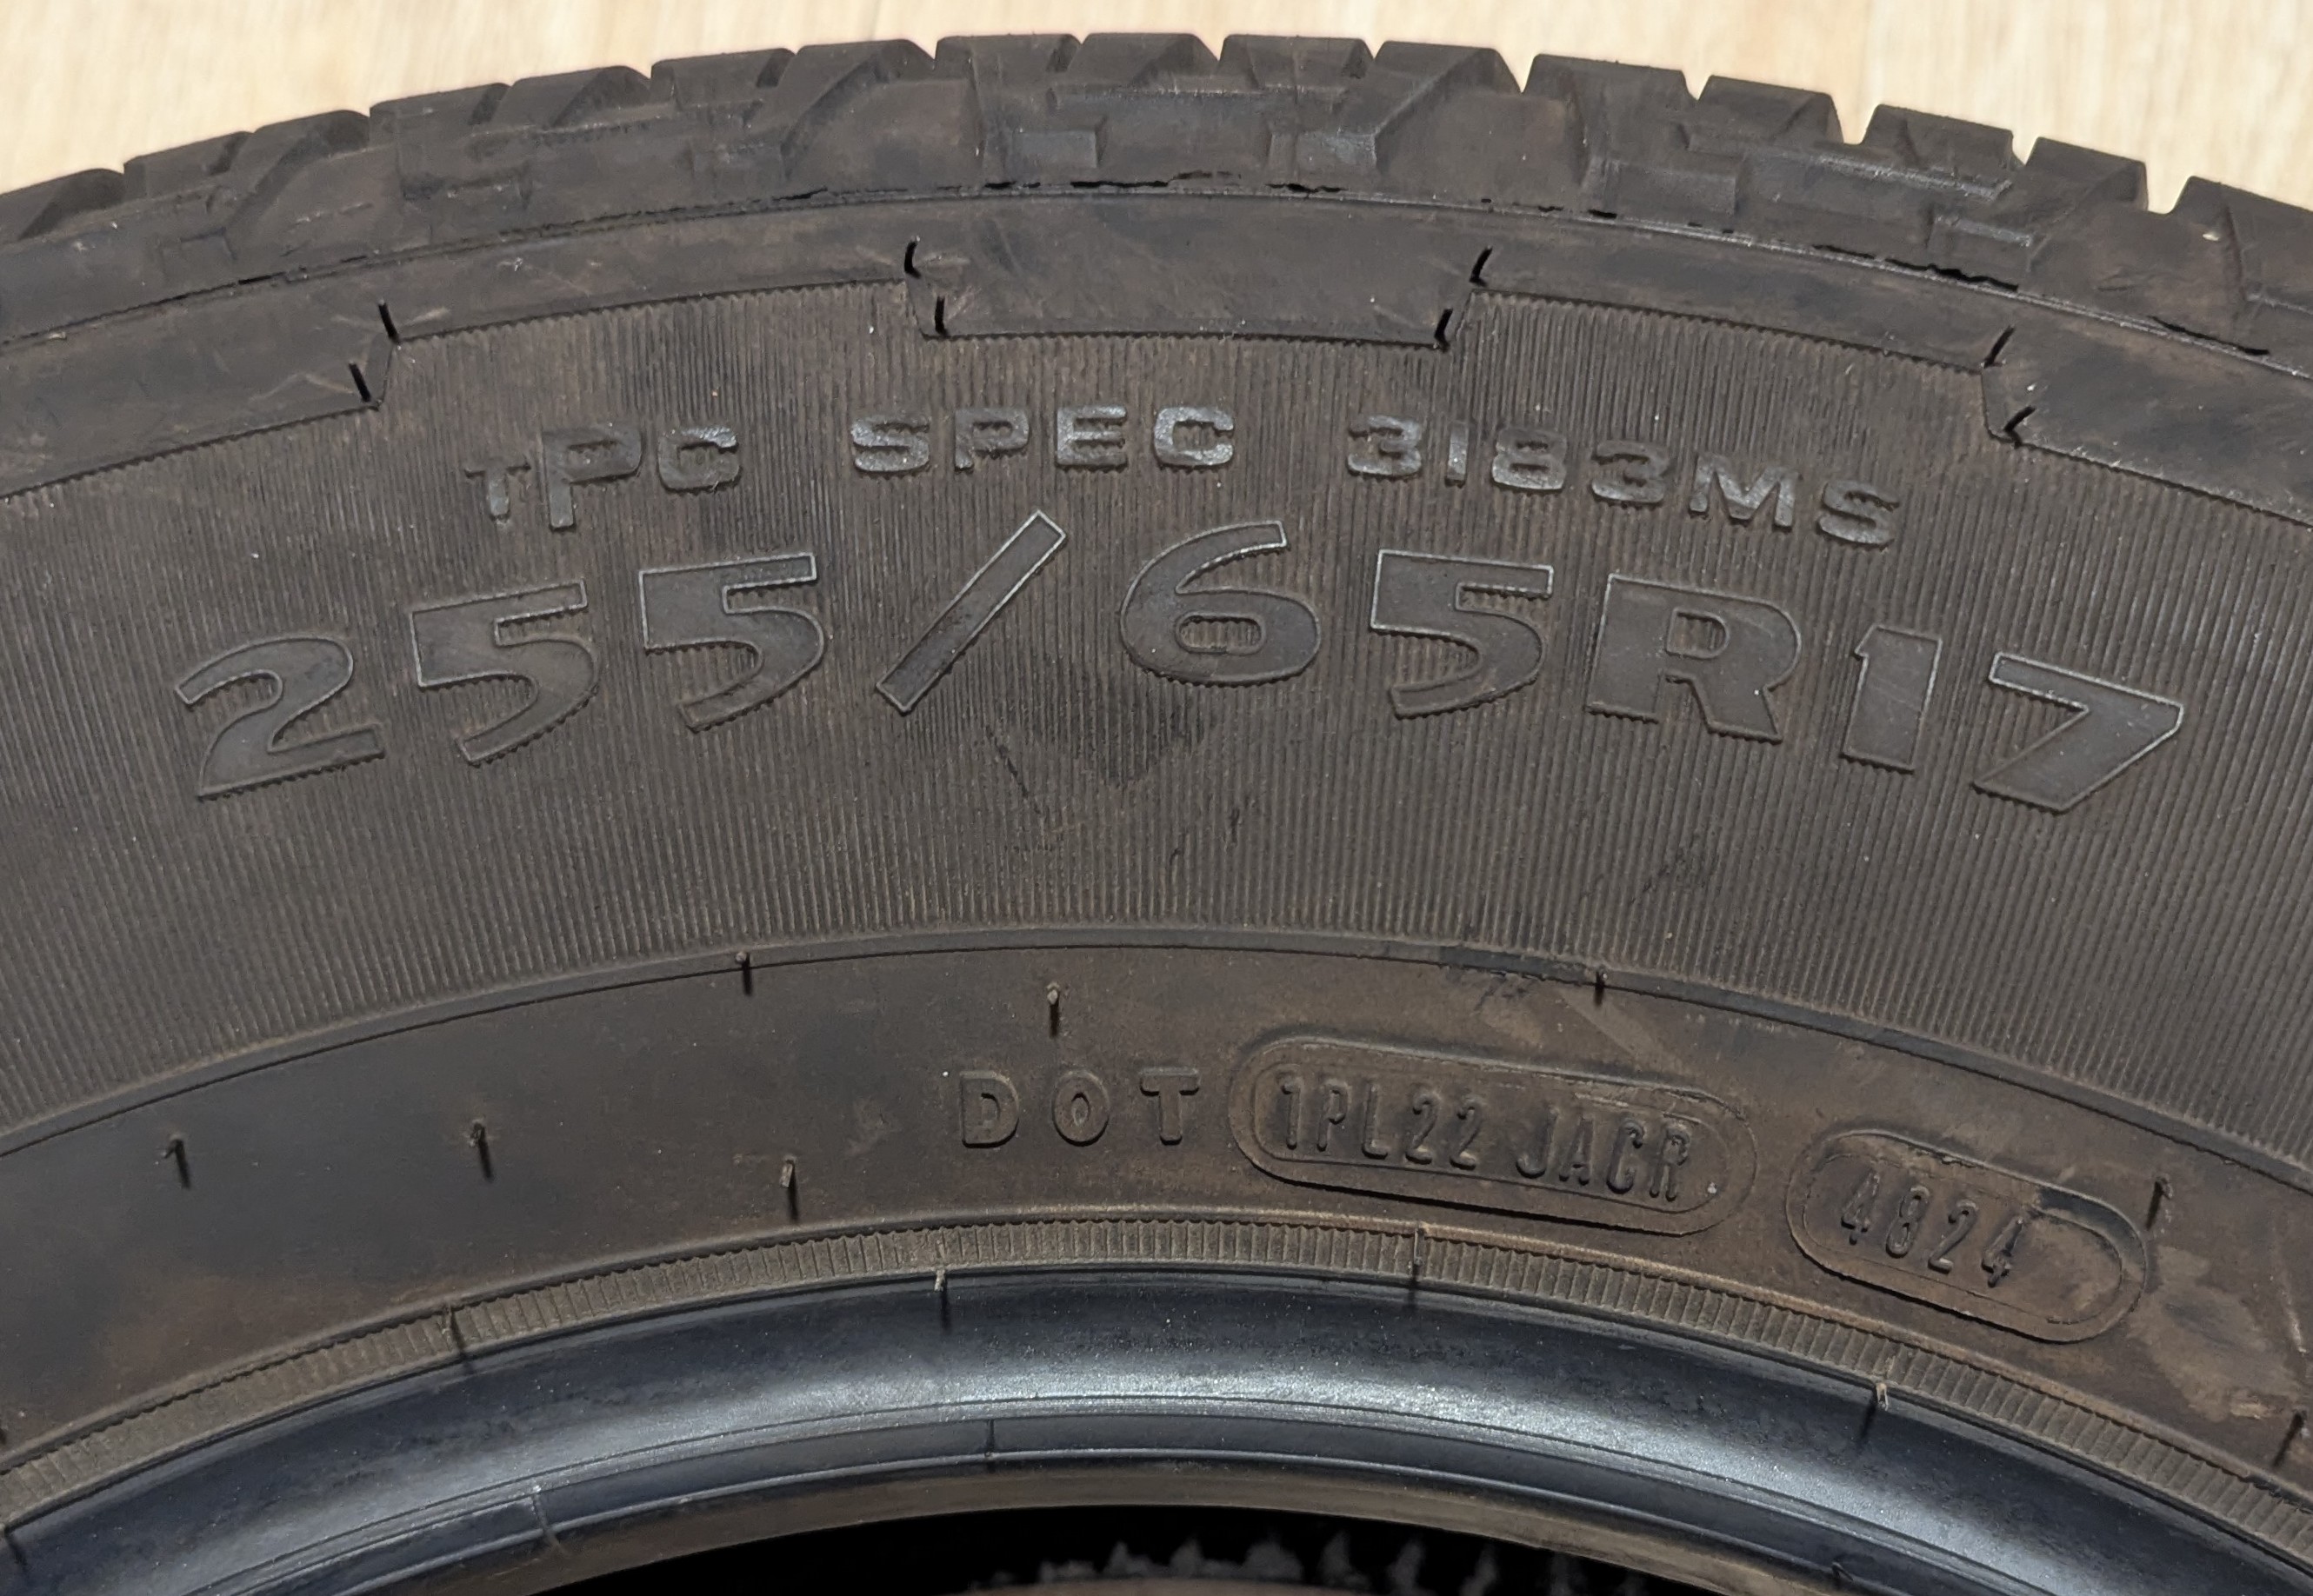 TPC SPEC 3183MS
255/65R17
DOT 1PL22 JACR 4824